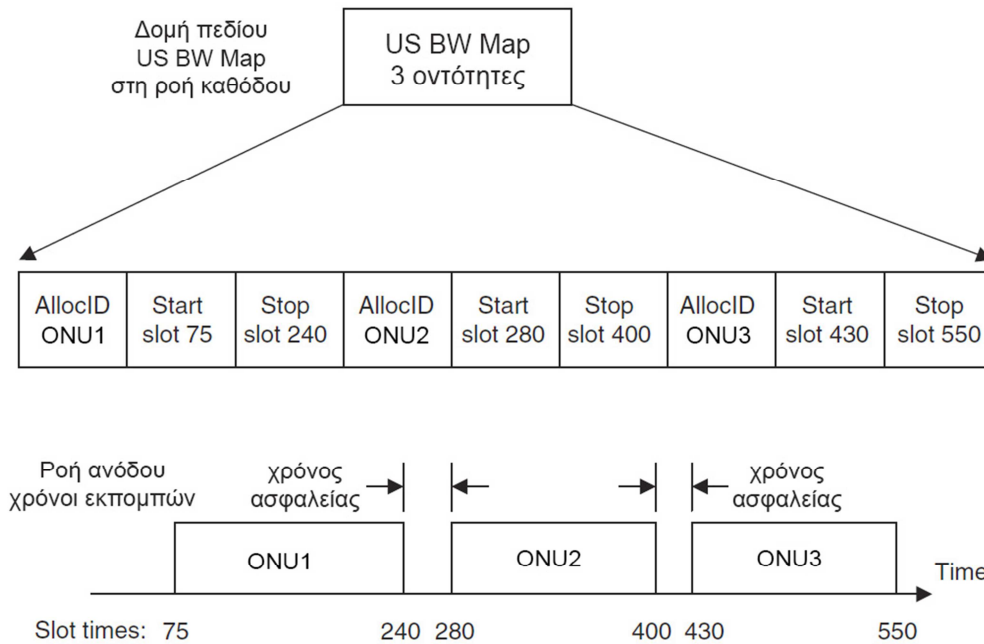 Δομή πεδίου
US BW Map
στη ροή καθόδου
US BW Map
3 οντότητες
AllocID
ONU1
Start
slot 75
Stop
slot 240
AllocID
ONU2
Start
slot 280
Stop
slot 400
AllocID
ONU3
Start
slot 430
Stop
slot 550
Ροή ανόδου
χρόνοι εκπομπών
χρόνος
ασφαλείας
χρόνος
ασφαλείας
ONU1
ONU2
ONU3
Time
Slot times: 75 240 280 400 430 550